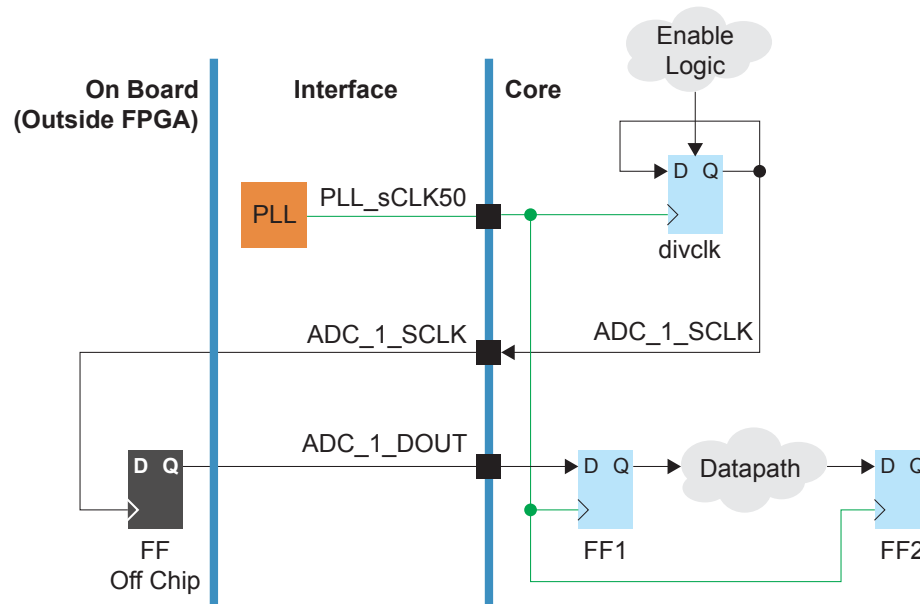 Enable
Logic
On Board
(Outside FPGA)
Interface
Core
D Q
PLL_sCLK50
PLL
divclk
ADC_1_SCLK
ADC_1_SCLK
ADC_1_DOUT
D Q
D Q
Datapath
D Q
FF
Off Chip
FF1
FF2